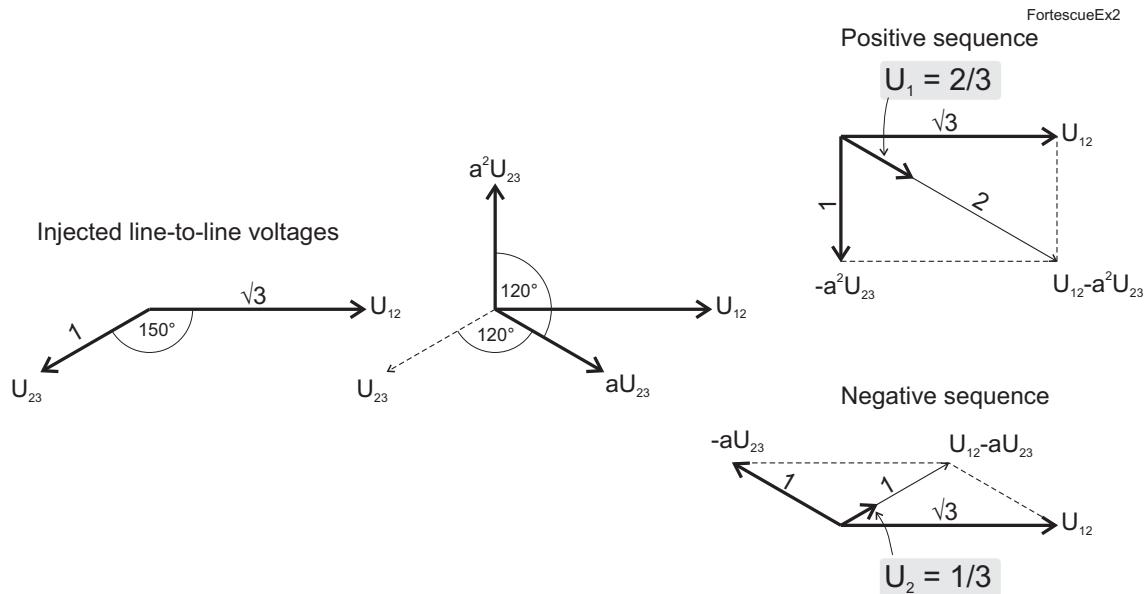 FortescueEx2
Positive sequence
U₁ = 2/3
√3
U₁₂
1
2
-a²U₂₃
U₁₂-a²U₂₃
Injected line-to-line voltages
√3
U₁₂
1
150°
U₂₃
a²U₂₃
120°
120°
U₁₂
U₂₃
aU₂₃
Negative sequence
-aU₂₃
U₁₂-aU₂₃
1
1
√3
U₁₂
U₂ = 1/3